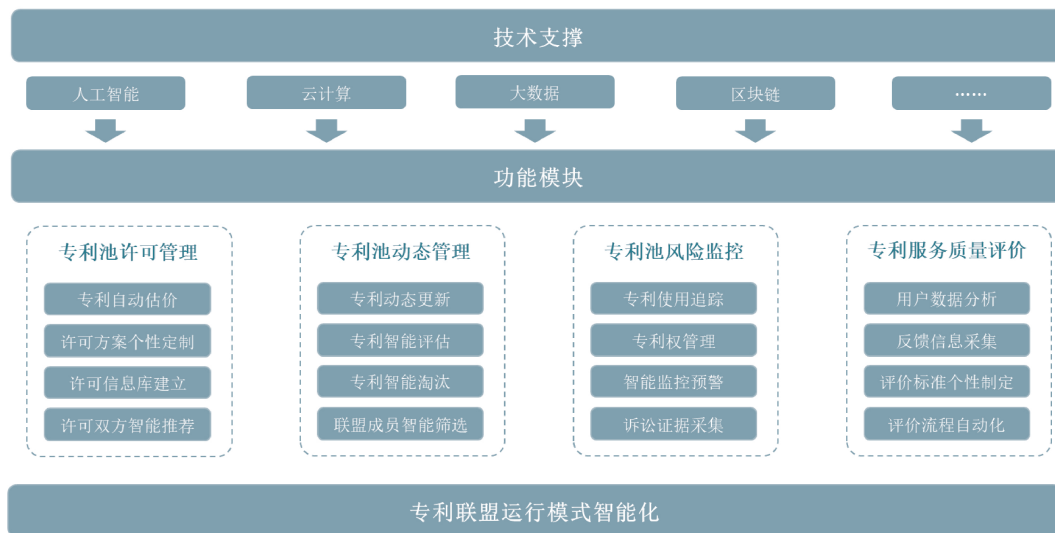 技术支撑
人工智能
云计算
大数据
区块链
……
功能模块
专利池许可管理
专利自动估价
许可方案个性定制
许可信息库建立
许可双方智能推荐
专利池动态管理
专利动态更新
专利智能评估
专利智能淘汰
联盟成员智能筛选
专利池风险监控
专利使用追踪
专利权管理
智能监控预警
诉讼证据采集
专利服务质量评价
用户数据分析
反馈信息采集
评价标准个性制定
评价流程自动化
专利联盟运行模式智能化